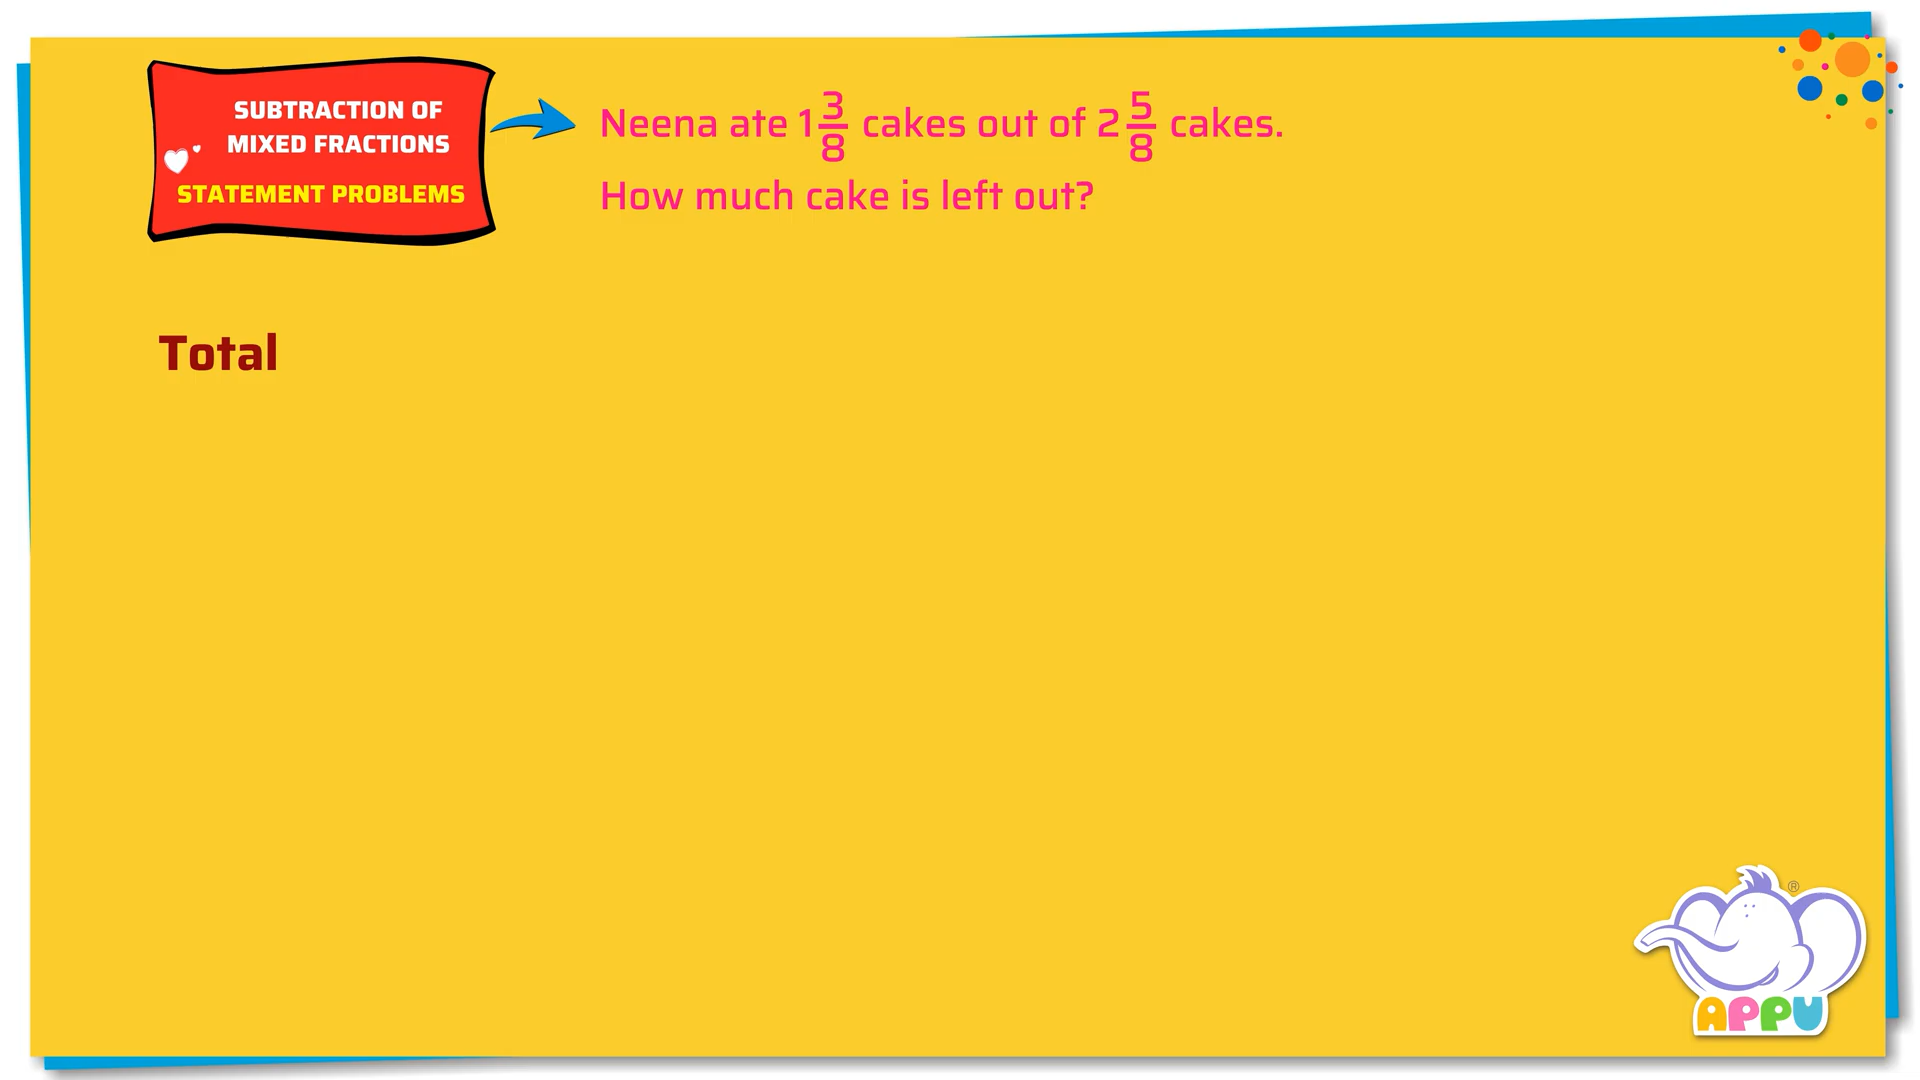 SUBTRACTION OF
MIXED FRACTIONS
STATEMENT PROBLEMS
Neena ate 1 3/8 cakes out of 2 5/8 cakes.
How much cake is left out?
Total
®
APPU